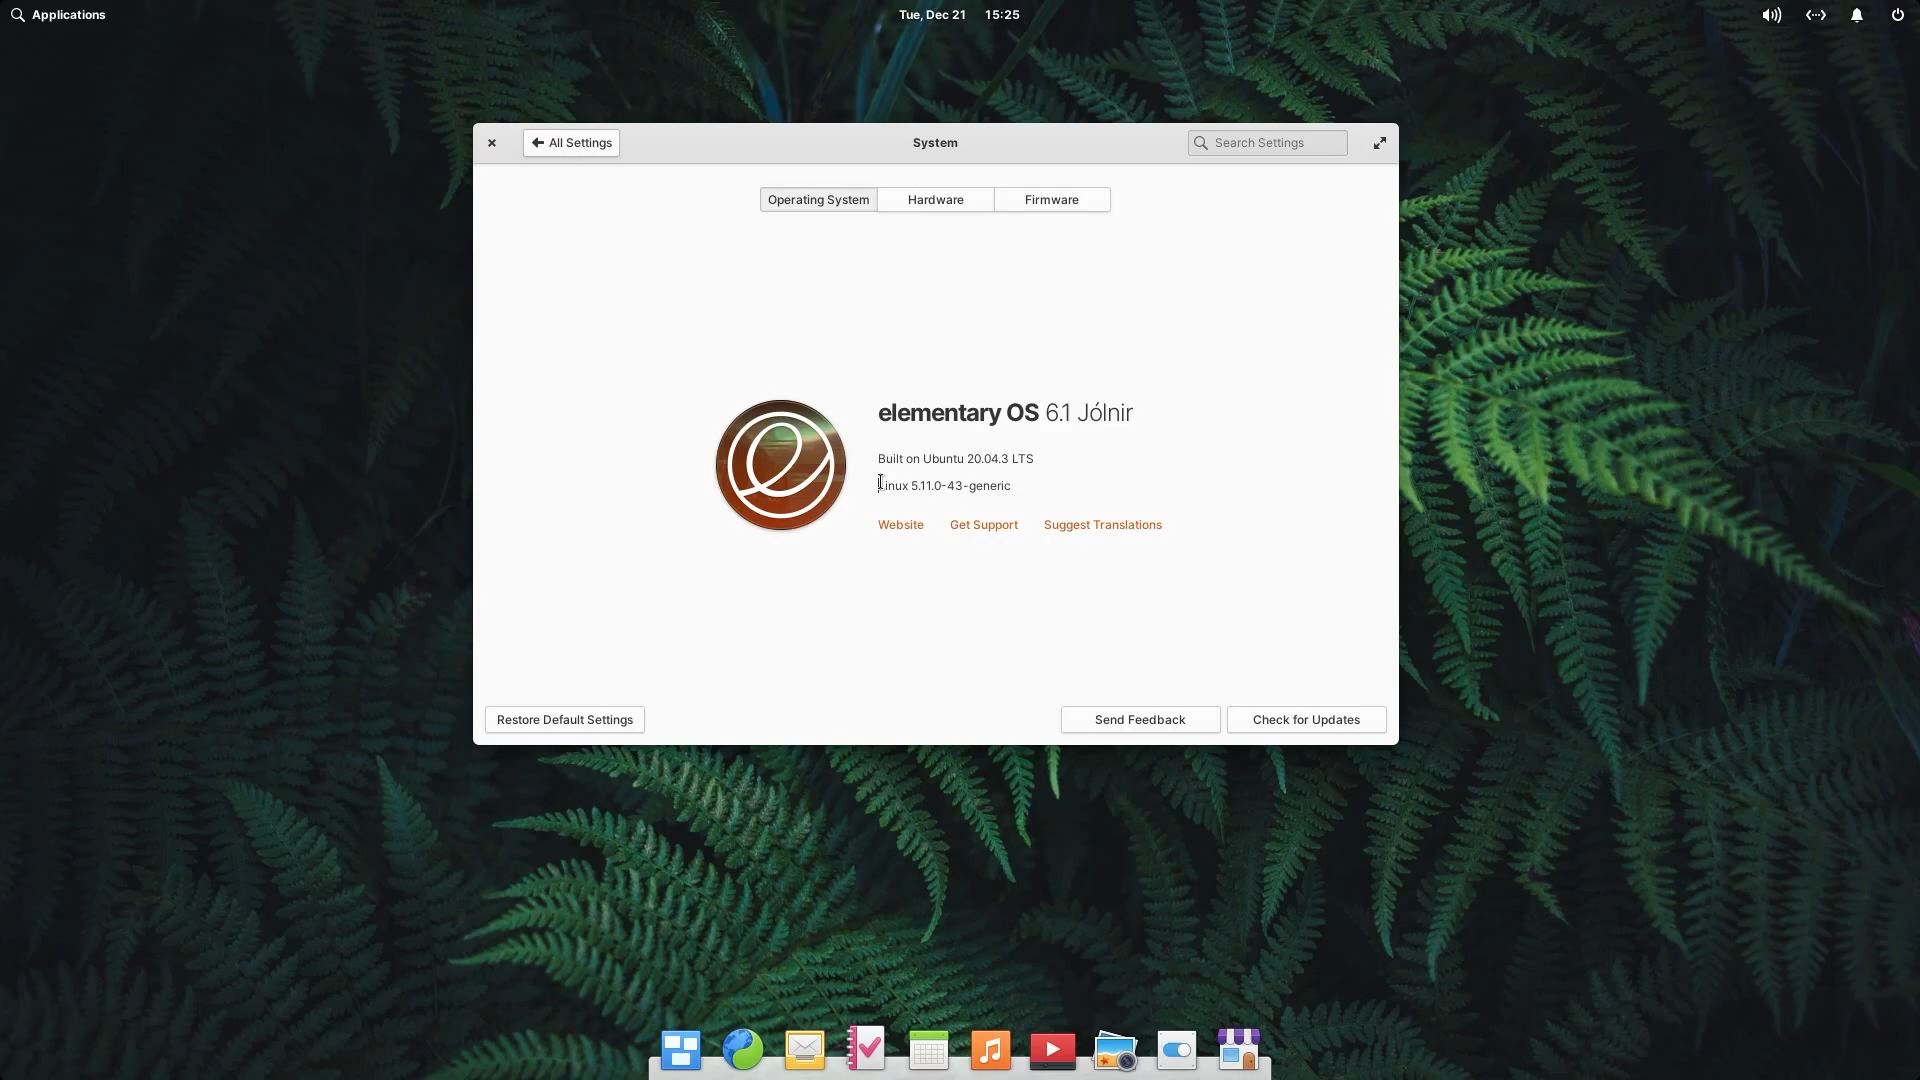 Applications
Tue, Dec 21 15:25
All Settings
System
Search Settings
Operating System
Hardware
Firmware
elementary OS 6.1 Jólnir
Built on Ubuntu 20.04.3 LTS
Linux 5.11.0-43-generic
Website
Get Support
Suggest Translations
Restore Default Settings
Send Feedback
Check for Updates